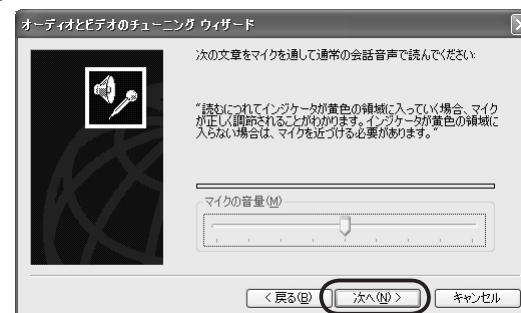 オーディオとビデオのチューニング ウィザード
次の文章をマイクを通して通常の会話音声で読んでください:
"読むにつれてインジケータが黄色の領域に入っていく場合、マイク
が正しく調節されることがわかります。インジケータが黄色の領域に
入らない場合は、マイクを近づける必要があります。"
マイクの音量(M)
< 戻る(B)
次へ(N) >
キャンセル